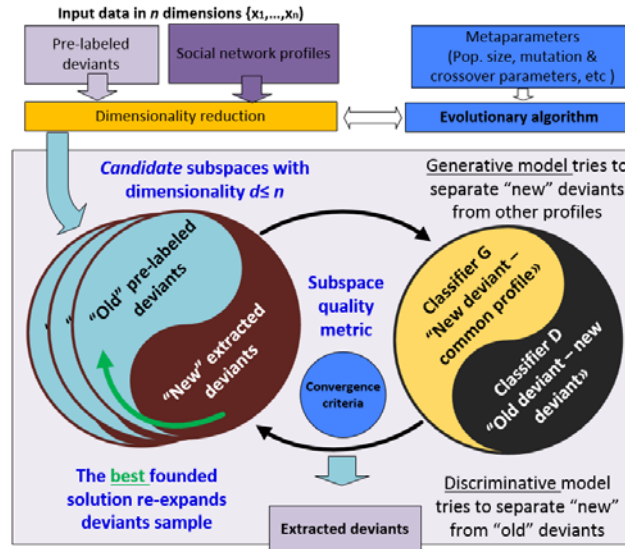 Input data in n dimensions {x₁,...,xₙ}
Pre-labeled
deviants
Social network profiles
Metaparameters
(Pop. size, mutation &
crossover parameters, etc )
Dimensionality reduction
Evolutionary algorithm
Candidate subspaces with
dimensionality d≤ n
Generative model tries to
separate “new” deviants
from other profiles
“Old” pre-labeled
deviants
“New” extracted
deviants
Subspace
quality
metric
Convergence
criteria
Classifier G
“New deviant –
common profile»
Classifier D
“Old deviant – new
deviant»
The best founded
solution re-expands
deviants sample
Extracted deviants
Discriminative model
tries to separate “new”
from “old” deviants